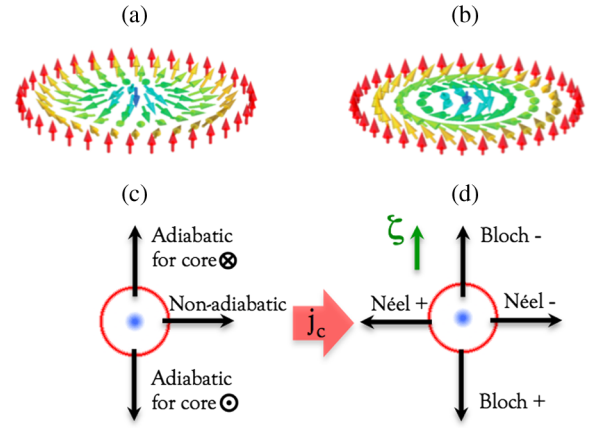 (a)
(b)
(c)
(d)
Adiabatic
for core ⊗
Non-adiabatic
Adiabatic
for core ⊙
j_c
ζ
Bloch -
Néel +
Néel -
Bloch +